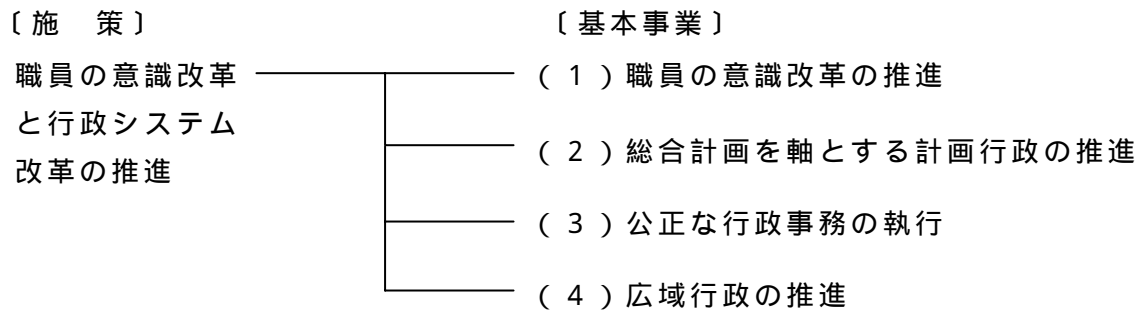 〔施　策〕
〔基本事業〕
職員の意識改革
と行政システム
改革の推進
（１）職員の意識改革の推進
（２）総合計画を軸とする計画行政の推進
（３）公正な行政事務の執行
（４）広域行政の推進